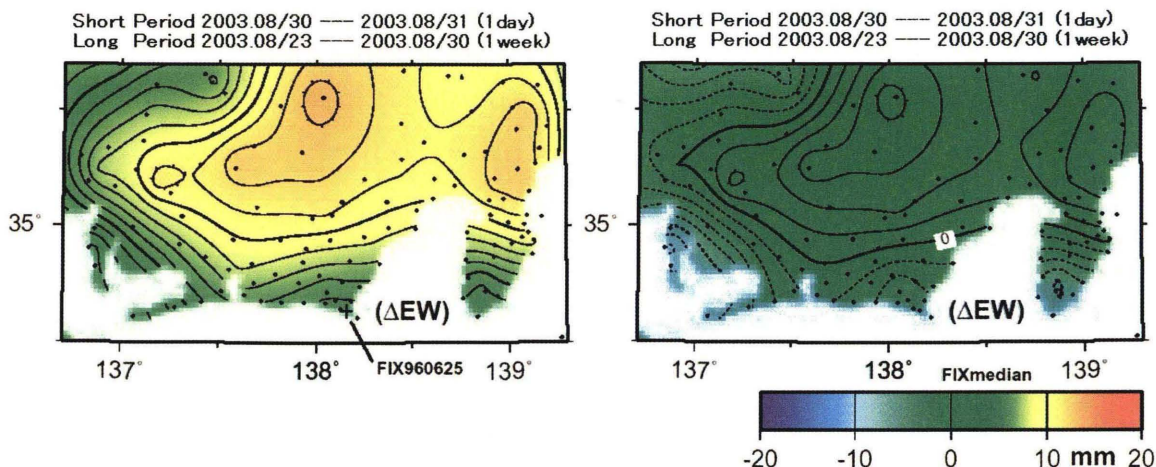 Short Period 2003.08/30 --- 2003.08/31 (1day)
Long Period 2003.08/23 --- 2003.08/30 (1week)
35°
(ΔEW)
137°
138°
139°
FIX960625
Short Period 2003.08/30 --- 2003.08/31 (1day)
Long Period 2003.08/23 --- 2003.08/30 (1week)
35°
0
(ΔEW)
137°
138°
139°
FIXmedian
-20
-10
0
10
mm
20